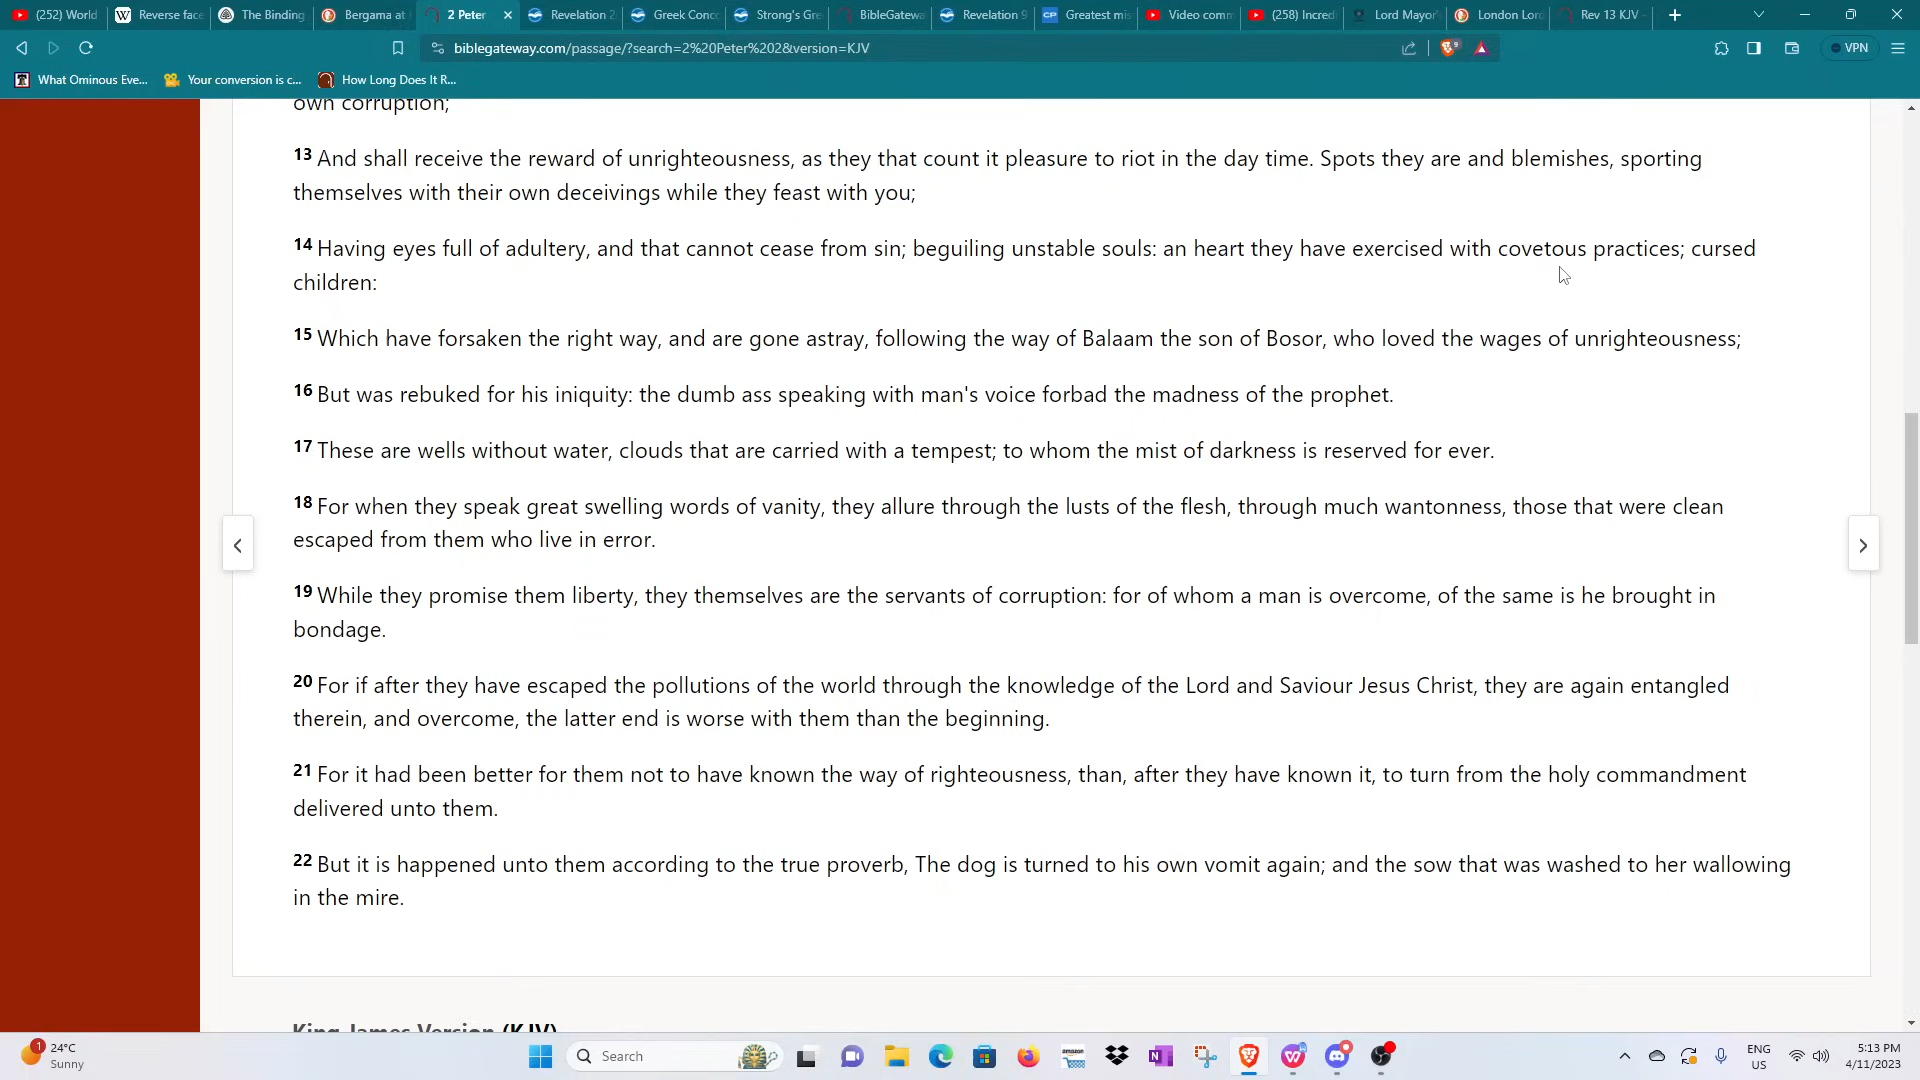 (252) World
Reverse face
The Binding
Bergama at
2 Peter
Revelation 2
Greek Conc
Strong's Gre
BibleGatewa
Revelation 9
Greatest mi
Video comm
(258) Incred
Lord Mayor'
London Lord
Rev 13 KJV -
biblegateway.com/passage/?search=2%20Peter%202&version=KJV
9
VPN
What Ominous Eve...
Your conversion is c...
How Long Does It R...
own corruption;
13 And shall receive the reward of unrighteousness, as they that count it pleasure to riot in the day time. Spots they are and blemishes, sporting
themselves with their own deceivings while they feast with you;
14 Having eyes full of adultery, and that cannot cease from sin; beguiling unstable souls: an heart they have exercised with covetous practices; cursed
children:
15 Which have forsaken the right way, and are gone astray, following the way of Balaam the son of Bosor, who loved the wages of unrighteousness;
16 But was rebuked for his iniquity: the dumb ass speaking with man's voice forbad the madness of the prophet.
17 These are wells without water, clouds that are carried with a tempest; to whom the mist of darkness is reserved for ever.
18 For when they speak great swelling words of vanity, they allure through the lusts of the flesh, through much wantonness, those that were clean
escaped from them who live in error.
19 While they promise them liberty, they themselves are the servants of corruption: for of whom a man is overcome, of the same is he brought in
bondage.
20 For if after they have escaped the pollutions of the world through the knowledge of the Lord and Saviour Jesus Christ, they are again entangled
therein, and overcome, the latter end is worse with them than the beginning.
21 For it had been better for them not to have known the way of righteousness, than, after they have known it, to turn from the holy commandment
delivered unto them.
22 But it is happened unto them according to the true proverb, The dog is turned to his own vomit again; and the sow that was washed to her wallowing
in the mire.
King James Version (KJV)
1
24°C
Sunny
Search
ENG
US
5:13 PM
4/11/2023